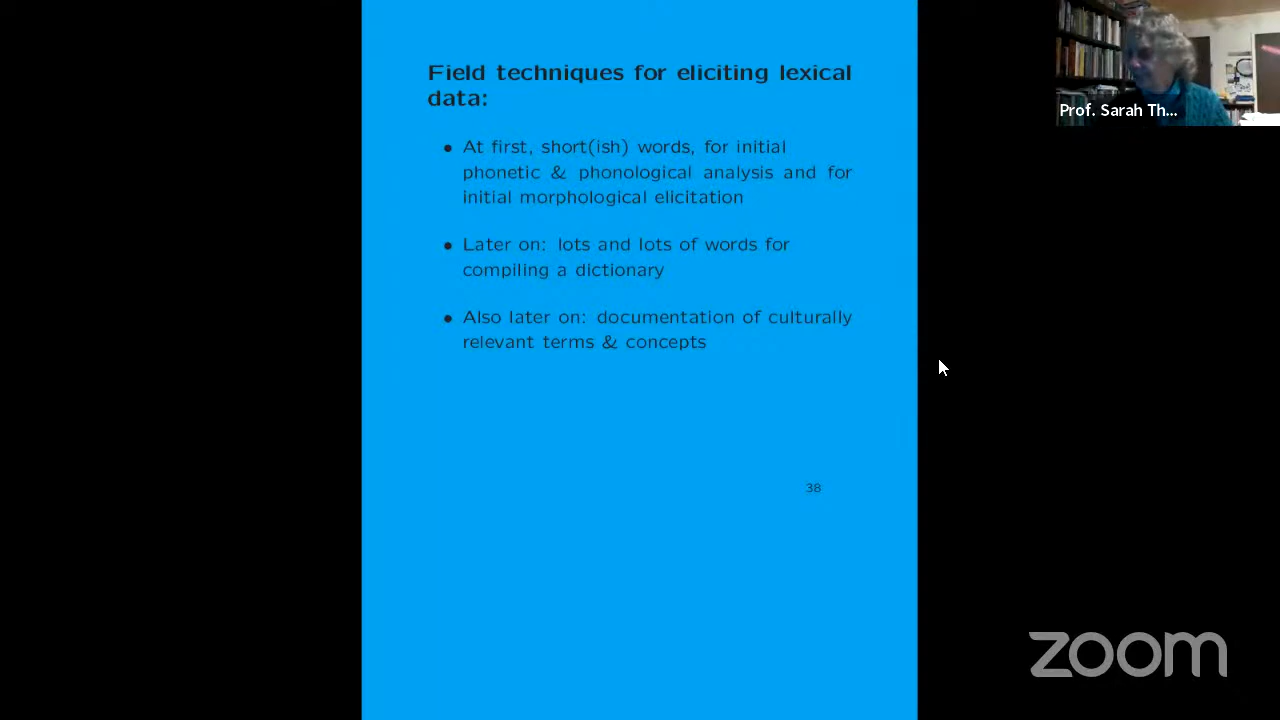 Field techniques for eliciting lexical
data:
• At first, short(ish) words, for initial
phonetic & phonological analysis and for
initial morphological elicitation
• Later on: lots and lots of words for
compiling a dictionary
• Also later on: documentation of culturally
relevant terms & concepts
38
Prof. Sarah Th...
zoom